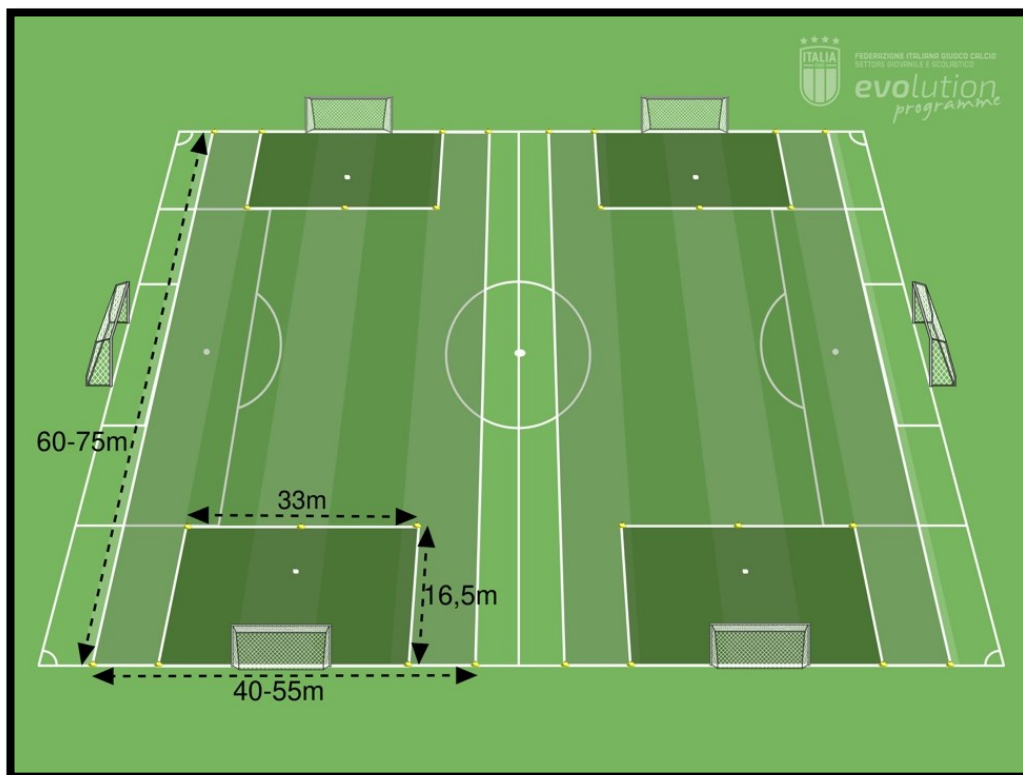 ITALIA
FEDERAZIONE ITALIANA GIUOCO CALCIO
SETTORE GIOVANILE E SCOLASTICO
evolution
programme
60-75m
33m
16,5m
40-55m